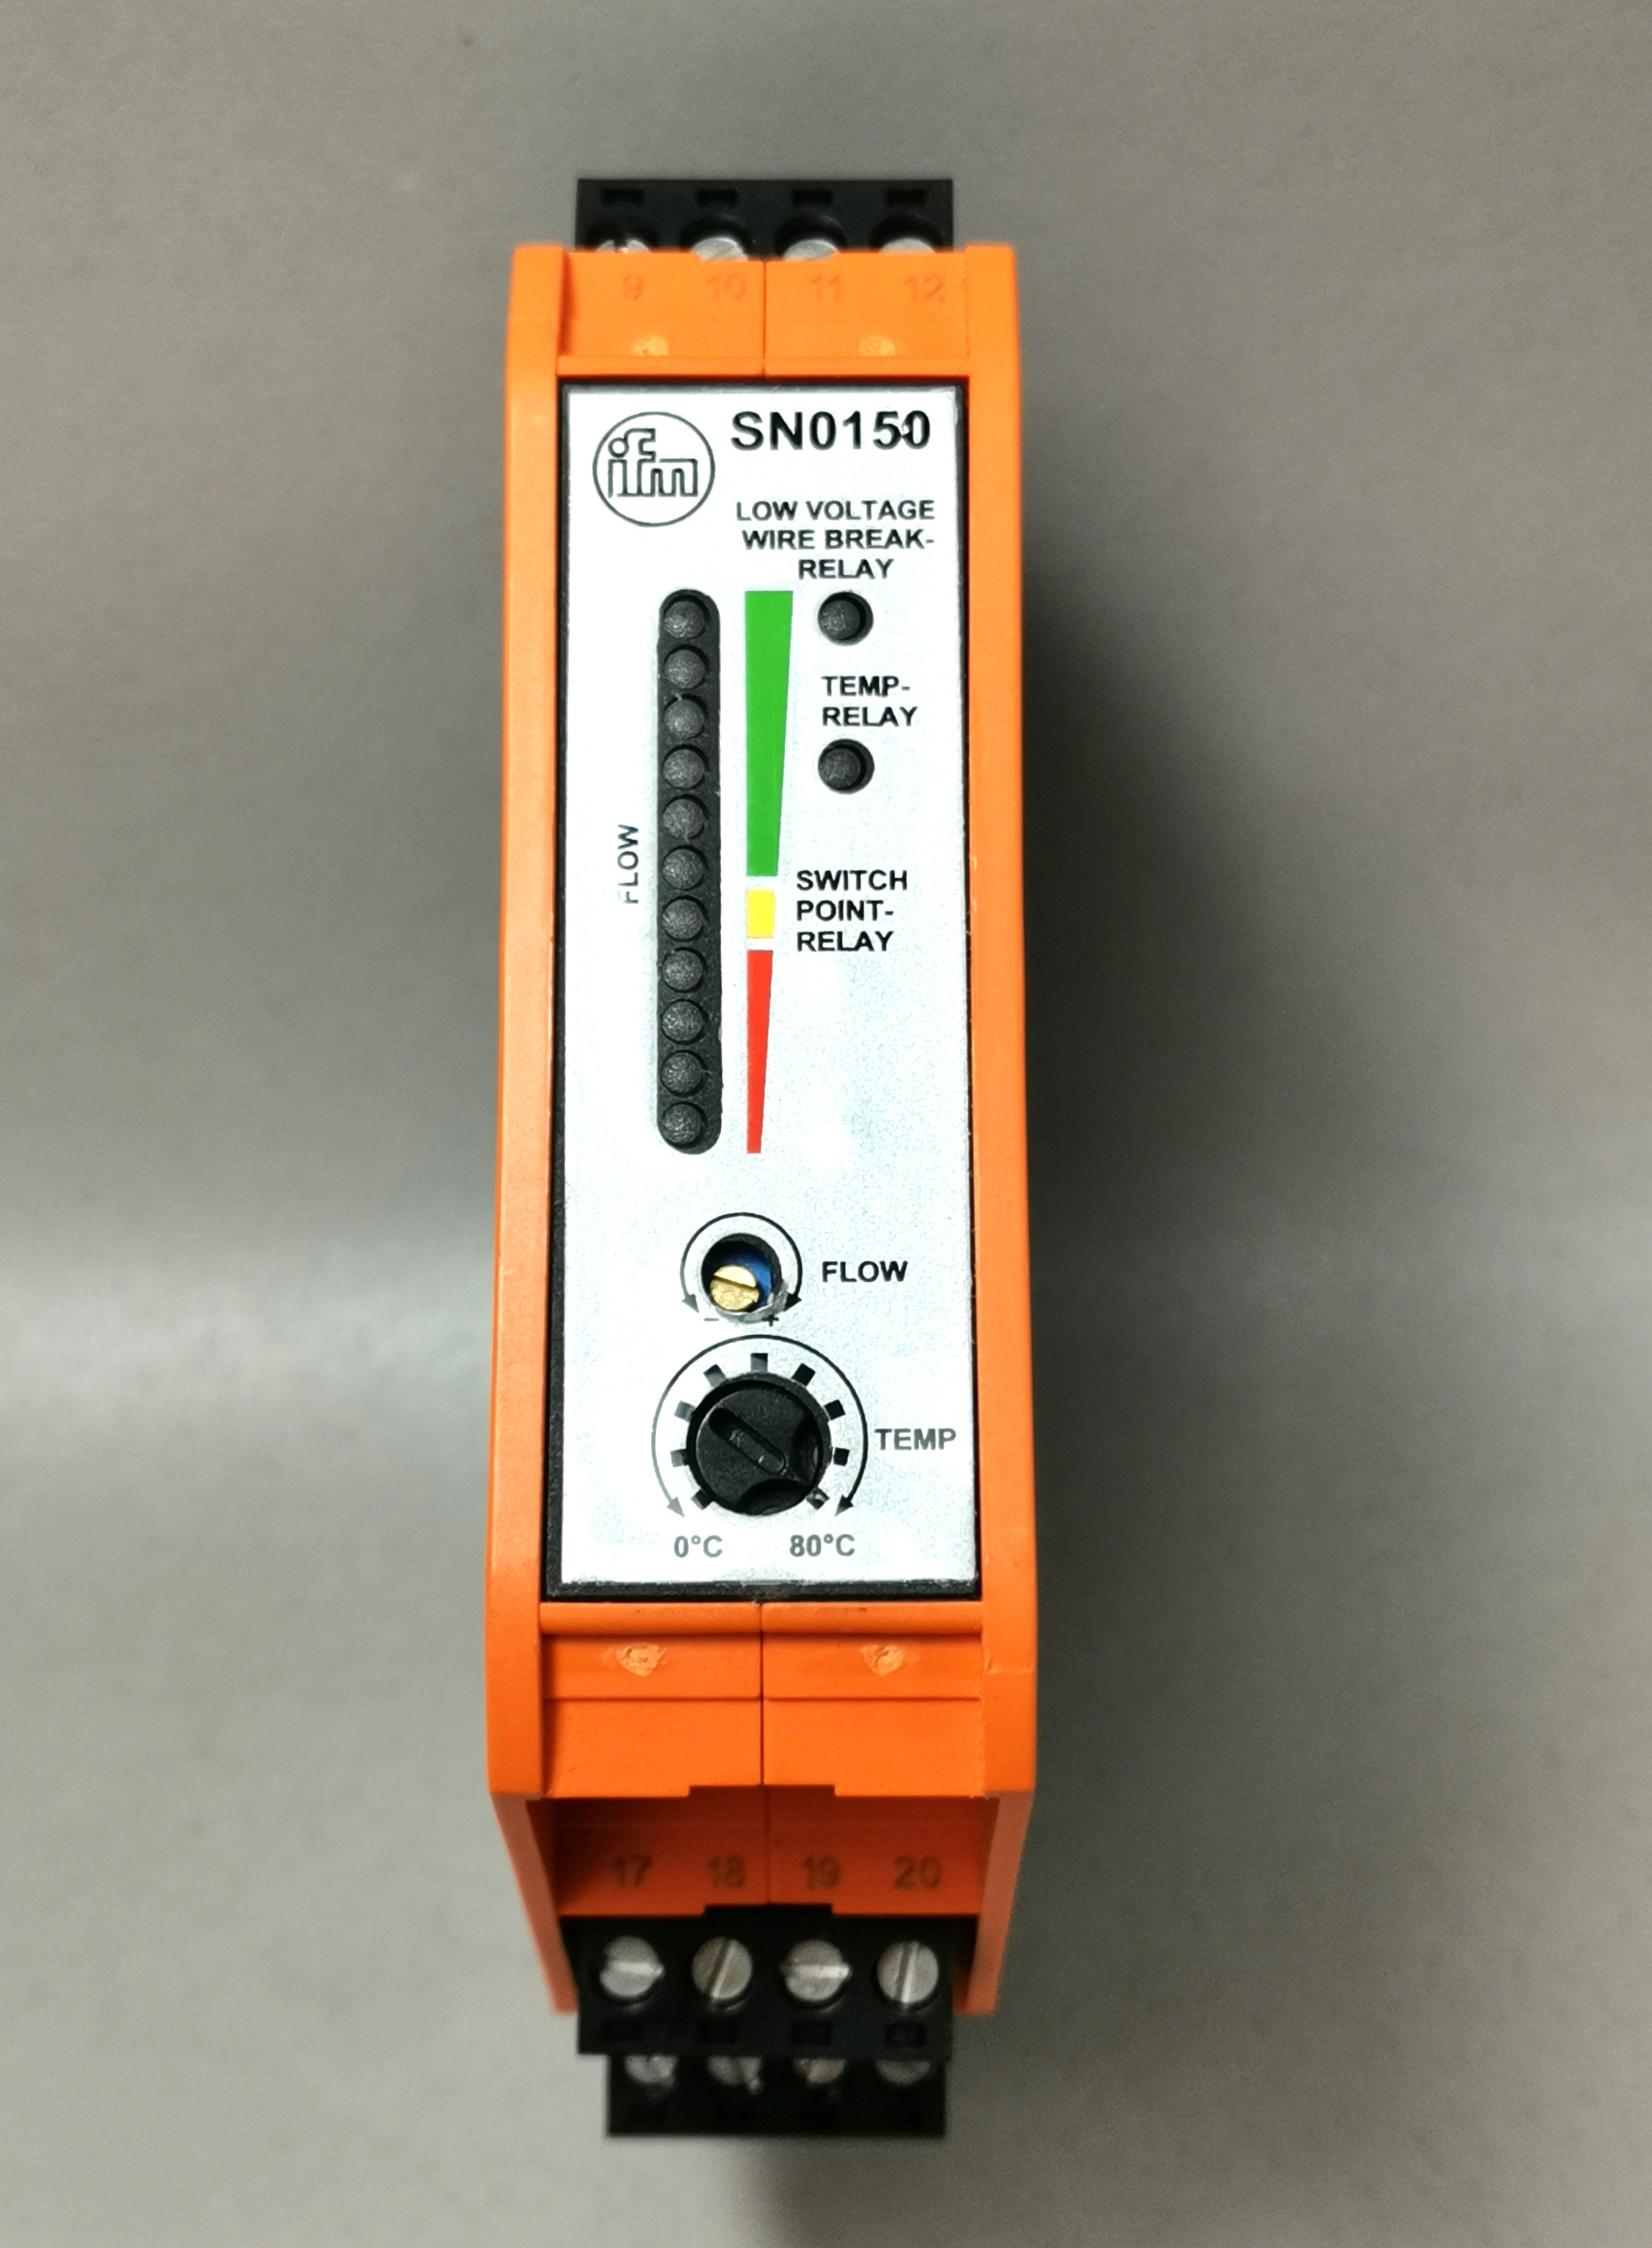 9 10 11 12
ifm
SN0150
LOW VOLTAGE
WIRE BREAK-
RELAY
TEMP-
RELAY
FLOW
SWITCH
POINT-
RELAY
FLOW
- +
TEMP
0°C 80°C
17 18 19 20